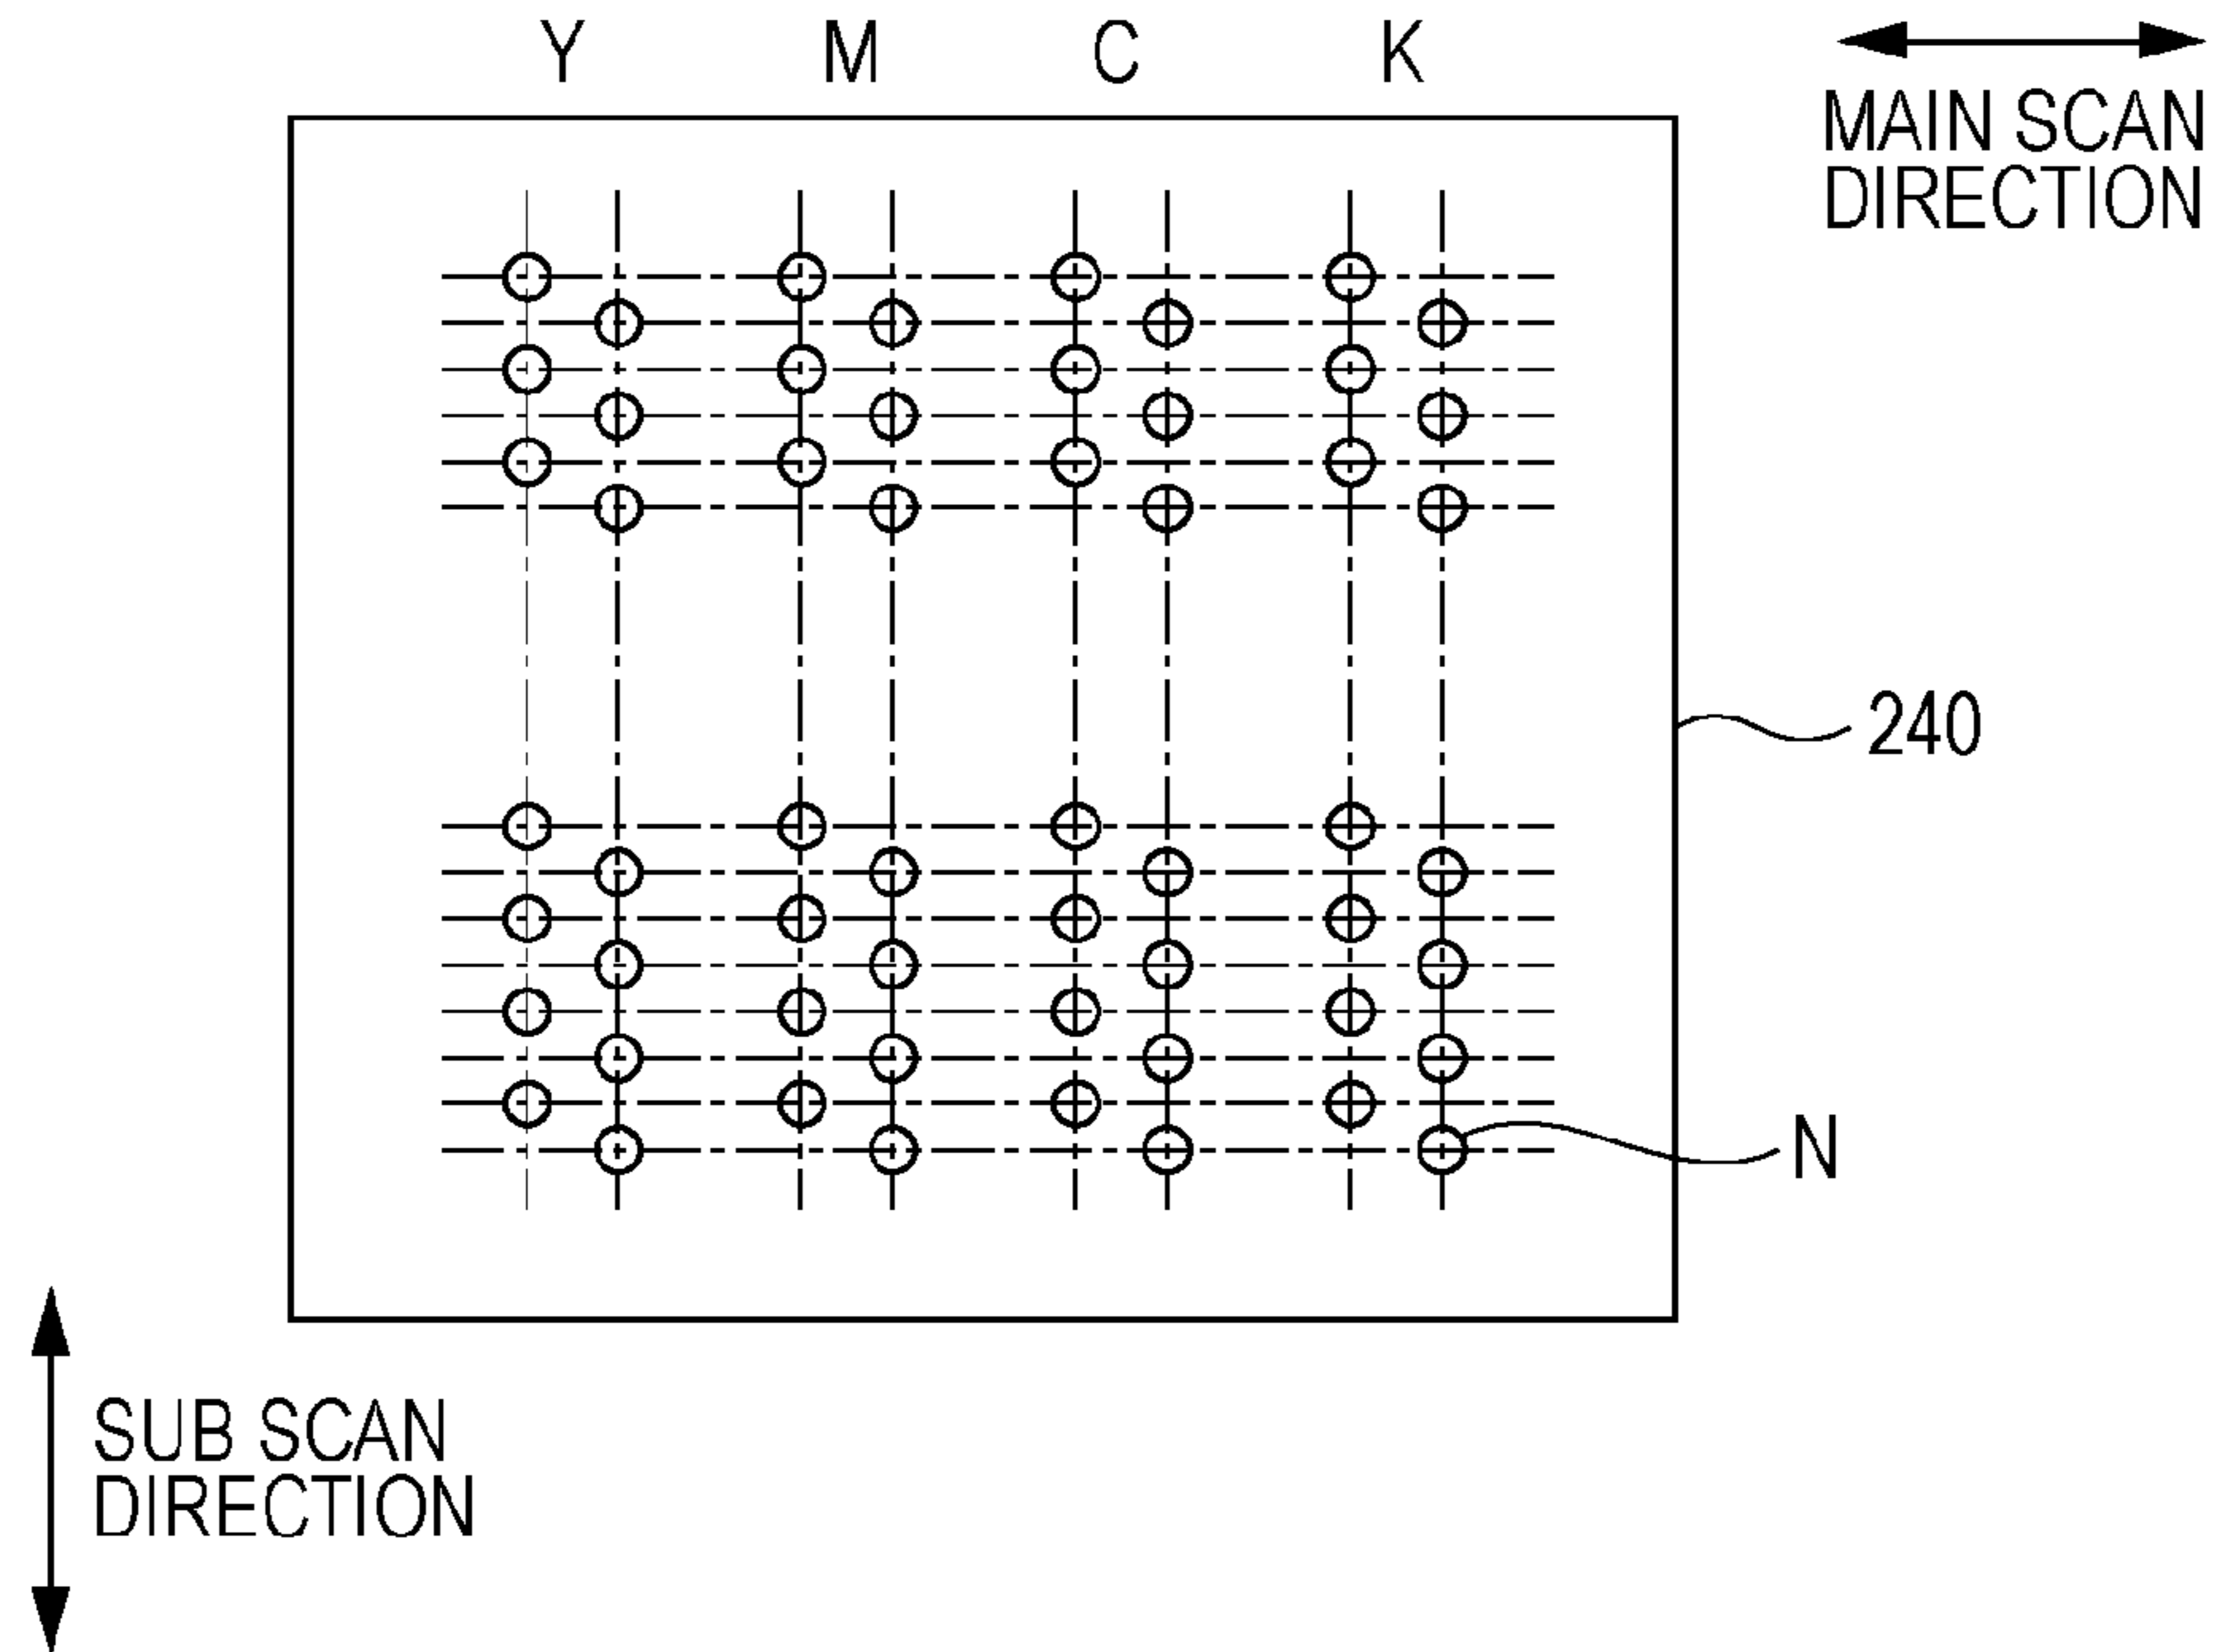 Y M C K
MAIN SCAN
DIRECTION
240
N
SUB SCAN
DIRECTION